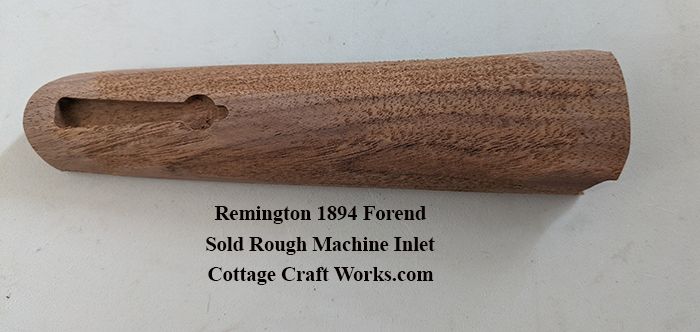 Remington 1894 Forend
Sold Rough Machine Inlet
Cottage Craft Works.com